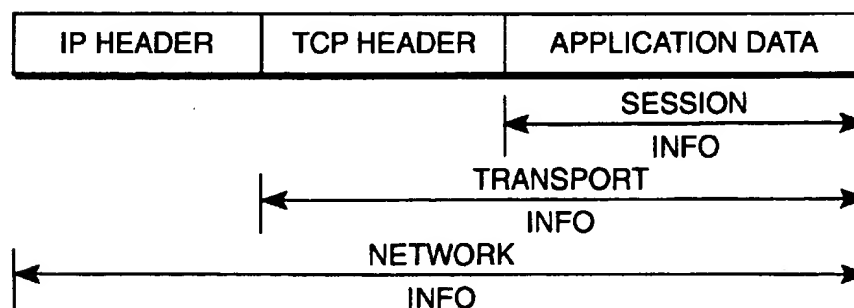 IP HEADER TCP HEADER APPLICATION DATA
SESSION
INFO
TRANSPORT
INFO
NETWORK
INFO